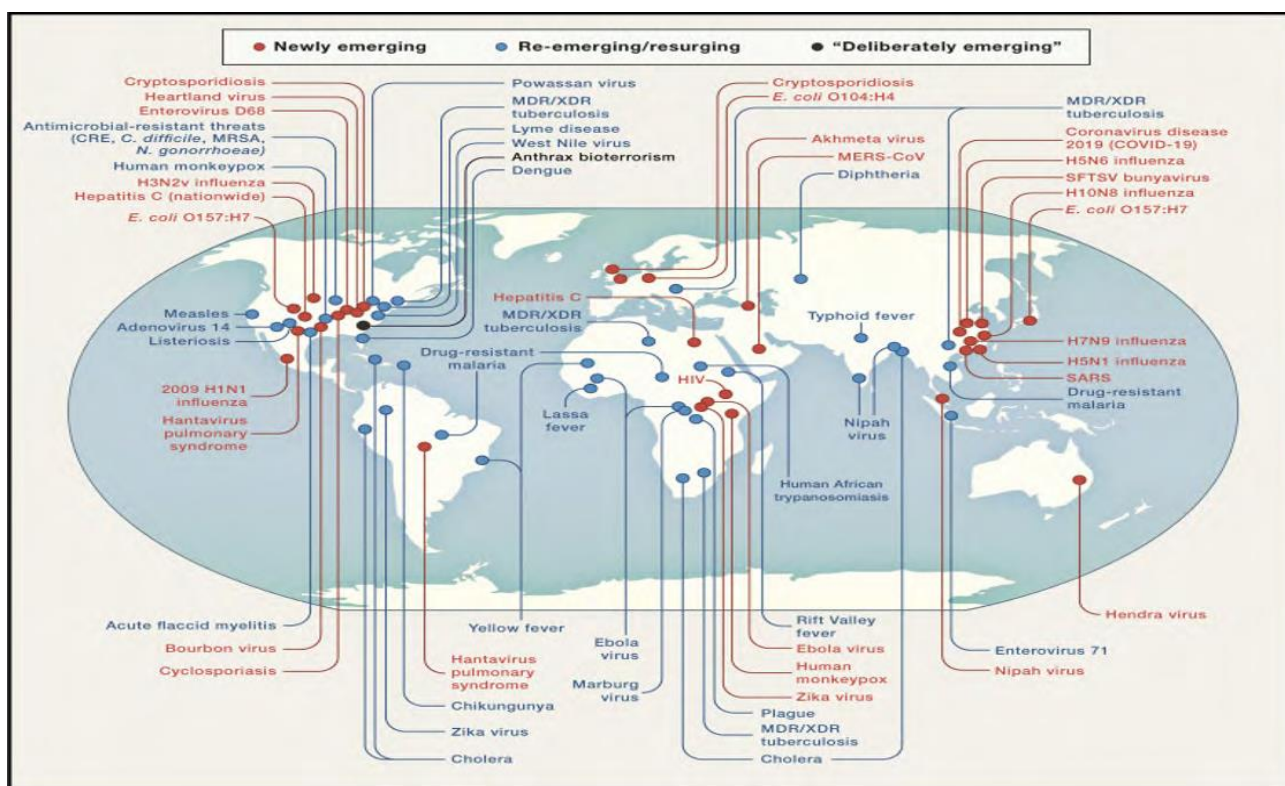 Newly emerging
Re-emerging/resurging
“Deliberately emerging”
Cryptosporidiosis
Heartland virus
Enterovirus D68
Antimicrobial-resistant threats
(CRE, C. difficile, MRSA,
N. gonorrhoeae)
Human monkeypox
H3N2v influenza
Hepatitis C (nationwide)
E. coli O157:H7
Powassan virus
MDR/XDR
tuberculosis
Lyme disease
West Nile virus
Anthrax bioterrorism
Dengue
Cryptosporidiosis
E. coli O104:H4
Akhmeta virus
MERS-CoV
Diphtheria
MDR/XDR
tuberculosis
Coronavirus disease
2019 (COVID-19)
H5N6 influenza
SFTSV bunyavirus
H10N8 influenza
E. coli O157:H7
Measles
Adenovirus 14
Listeriosis
2009 H1N1
influenza
Hantavirus
pulmonary
syndrome
Hepatitis C
MDR/XDR
tuberculosis
Drug-resistant
malaria
Lassa
fever
HIV
Typhoid fever
Nipah
virus
Human African
trypanosomiasis
H7N9 influenza
H5N1 influenza
SARS
Drug-resistant
malaria
Acute flaccid myelitis
Bourbon virus
Cyclosporiasis
Hantavirus
pulmonary
syndrome
Chikungunya
Zika virus
Cholera
Yellow fever
Ebola
virus
Marburg
virus
Rift Valley
fever
Ebola virus
Human
monkeypox
Zika virus
Plague
MDR/XDR
tuberculosis
Cholera
Hendra virus
Enterovirus 71
Nipah virus